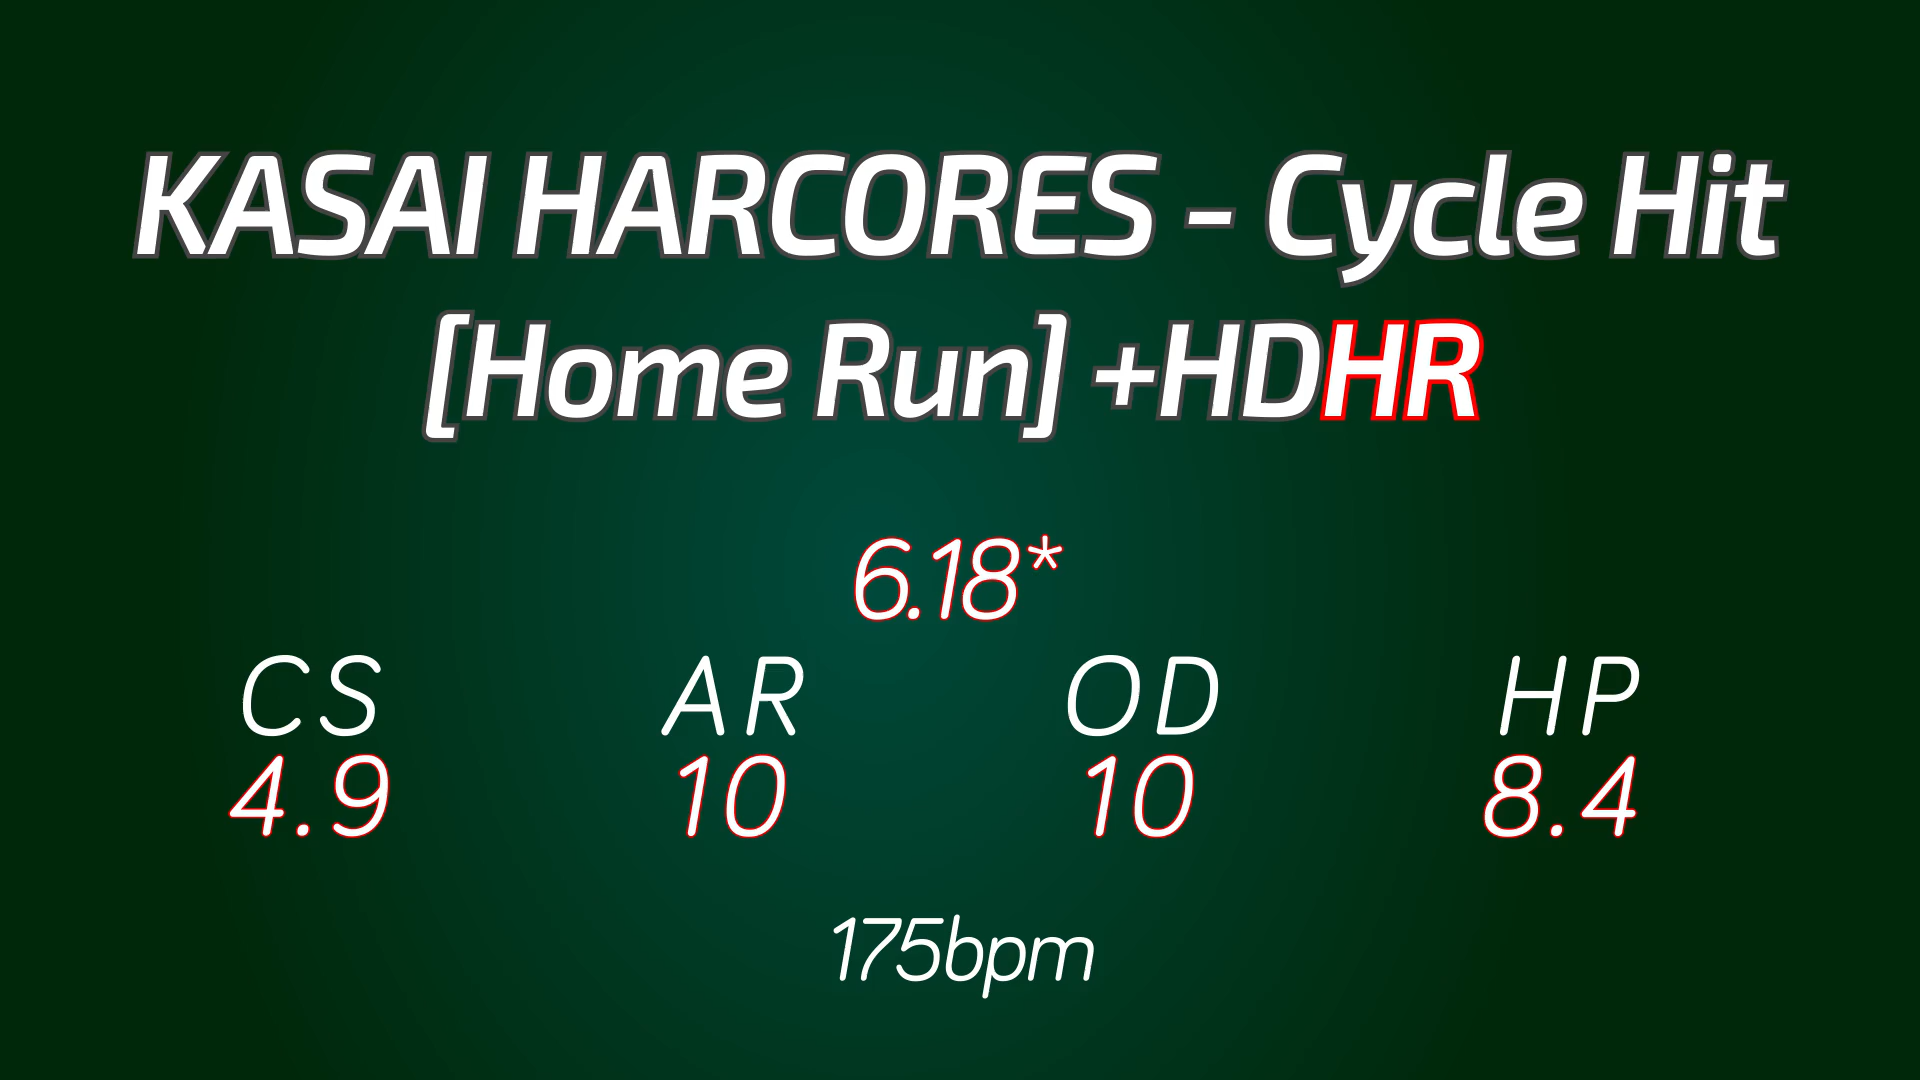 KASAI HARCORES - Cycle Hit
[Home Run] +HDHR
6.18*
CS AR OD HP
4.9 10 10 8.4
175bpm